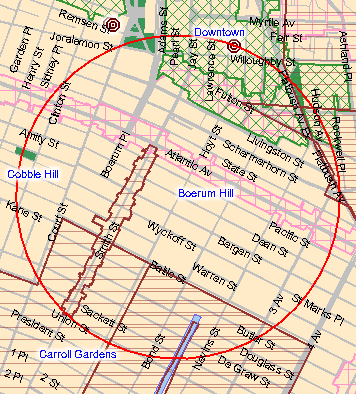 Remsen St
Joralemon St
Garden Pl
Henry St
Sidney Pl
Clinton St
Adams St
Pearl St
Jay St
Lawrence St
Downtown
Myrtle Av
Fair St
Willoughby St
Ashland Pl
Fulton St
Hudson Av
Rockwell Pl
Flatbush Av
Livingston St
Schermerhorn St
State St
Hoyt St
Atlantic Av
Boerum Pl
Amity St
Cobble Hill
Boerum Hill
Kane St
Court St
Smith St
Wyckoff St
Bergen St
Dean St
Pacific St
Baltic St
Warren St
3 Av
St Marks Pl
Av
Union St
Sackett St
President St
Carroll Gardens
1 Pl
2 Pl
2 St
Bond St
Nevins St
Butler St
Douglass St
De Graw St